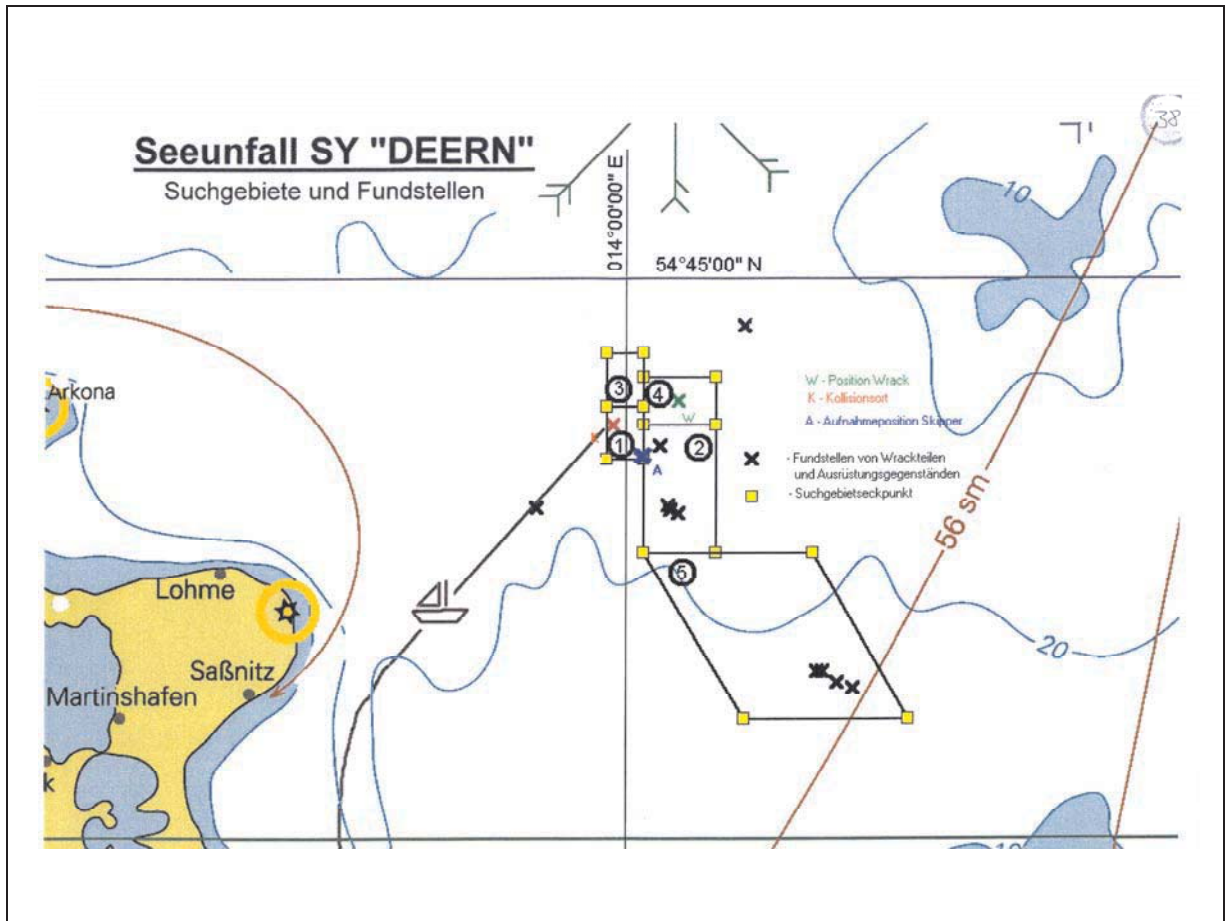 38
Seeunfall SY "DEERN"
Suchgebiete und Fundstellen
014°00'00" E
54°45'00" N
10
Arkona
3
4
W
1
2
K
A
W - Position Wrack
K - Kollisionsort
A - Aufnahmeposition Skipper
- Fundstellen von Wrackteilen
und Ausrüstungsgegenständen
- Suchgebietseckpunkt
56 sm
5
Lohme
20
Saßnitz
Martinshafen
k
10